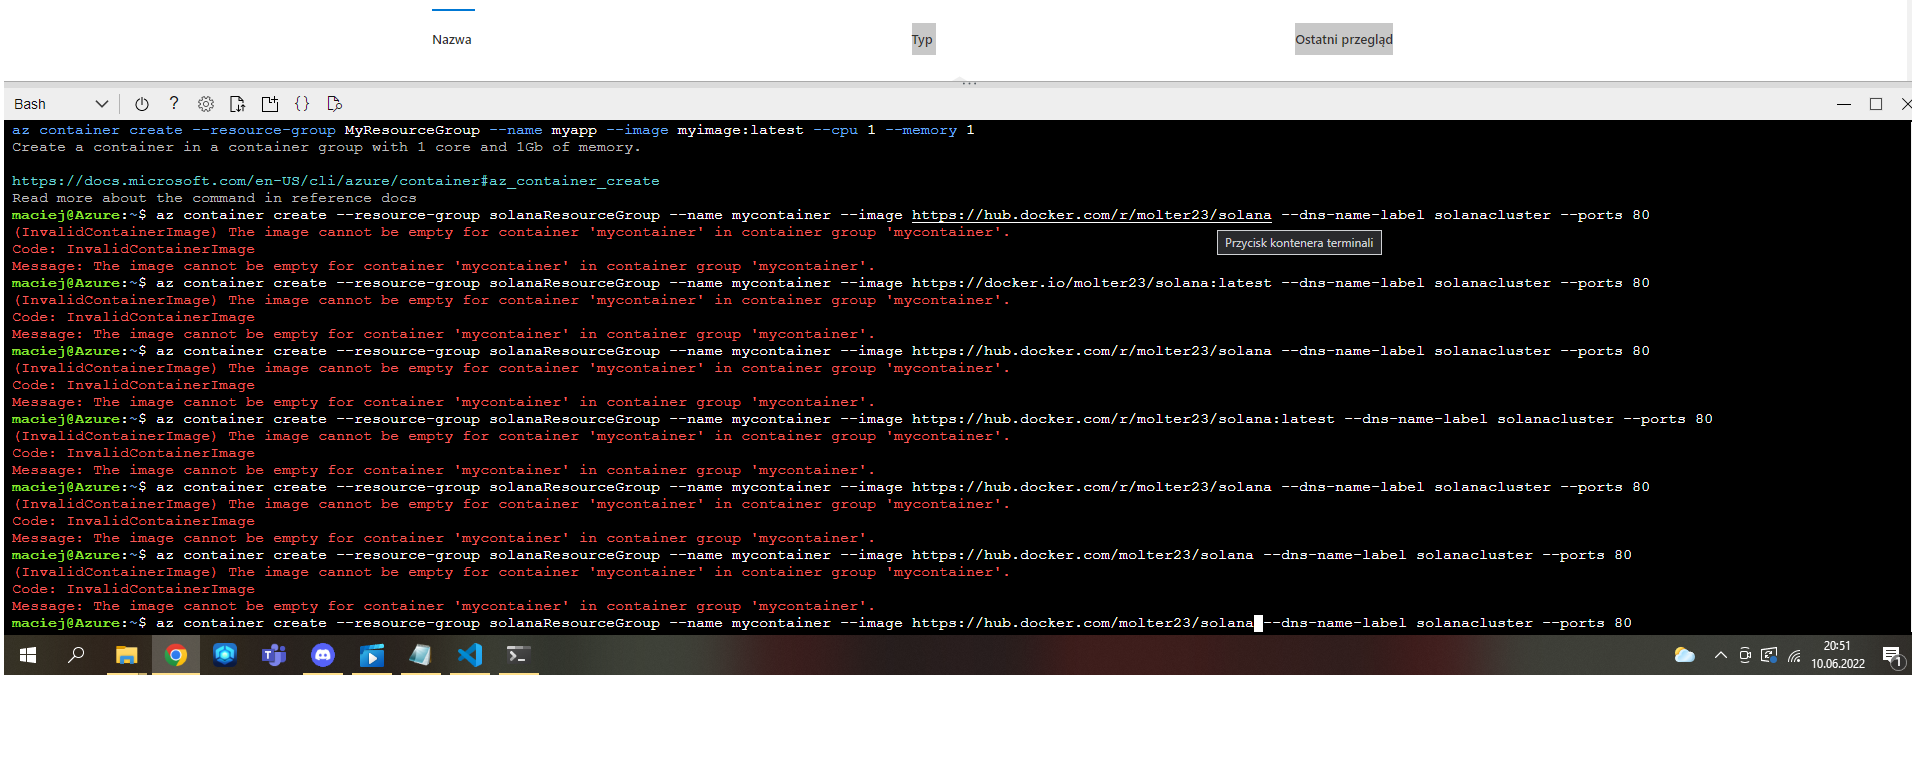 Nazwa Typ Ostatni przegląd
Bash
az container create --resource-group MyResourceGroup --name myapp --image myimage:latest --cpu 1 --memory 1
Create a container in a container group with 1 core and 1Gb of memory.
https://docs.microsoft.com/en-US/cli/azure/container#az_container_create
Read more about the command in reference docs
maciej@Azure:~$ az container create --resource-group solanaResourceGroup --name mycontainer --image https://hub.docker.com/r/molter23/solana --dns-name-label solanacluster --ports 80
(InvalidContainerImage) The image cannot be empty for container 'mycontainer' in container group 'mycontainer'.
Przycisk kontenera terminali
Code: InvalidContainerImage
Message: The image cannot be empty for container 'mycontainer' in container group 'mycontainer'.
maciej@Azure:~$ az container create --resource-group solanaResourceGroup --name mycontainer --image https://docker.io/molter23/solana:latest --dns-name-label solanacluster --ports 80
(InvalidContainerImage) The image cannot be empty for container 'mycontainer' in container group 'mycontainer'.
Code: InvalidContainerImage
Message: The image cannot be empty for container 'mycontainer' in container group 'mycontainer'.
maciej@Azure:~$ az container create --resource-group solanaResourceGroup --name mycontainer --image https://hub.docker.com/r/molter23/solana --dns-name-label solanacluster --ports 80
(InvalidContainerImage) The image cannot be empty for container 'mycontainer' in container group 'mycontainer'.
Code: InvalidContainerImage
Message: The image cannot be empty for container 'mycontainer' in container group 'mycontainer'.
maciej@Azure:~$ az container create --resource-group solanaResourceGroup --name mycontainer --image https://hub.docker.com/r/molter23/solana:latest --dns-name-label solanacluster --ports 80
(InvalidContainerImage) The image cannot be empty for container 'mycontainer' in container group 'mycontainer'.
Code: InvalidContainerImage
Message: The image cannot be empty for container 'mycontainer' in container group 'mycontainer'.
maciej@Azure:~$ az container create --resource-group solanaResourceGroup --name mycontainer --image https://hub.docker.com/r/molter23/solana --dns-name-label solanacluster --ports 80
(InvalidContainerImage) The image cannot be empty for container 'mycontainer' in container group 'mycontainer'.
Code: InvalidContainerImage
Message: The image cannot be empty for container 'mycontainer' in container group 'mycontainer'.
maciej@Azure:~$ az container create --resource-group solanaResourceGroup --name mycontainer --image https://hub.docker.com/molter23/solana --dns-name-label solanacluster --ports 80
(InvalidContainerImage) The image cannot be empty for container 'mycontainer' in container group 'mycontainer'.
Code: InvalidContainerImage
Message: The image cannot be empty for container 'mycontainer' in container group 'mycontainer'.
maciej@Azure:~$ az container create --resource-group solanaResourceGroup --name mycontainer --image https://hub.docker.com/molter23/solana --dns-name-label solanacluster --ports 80
20:51
10.06.2022
1